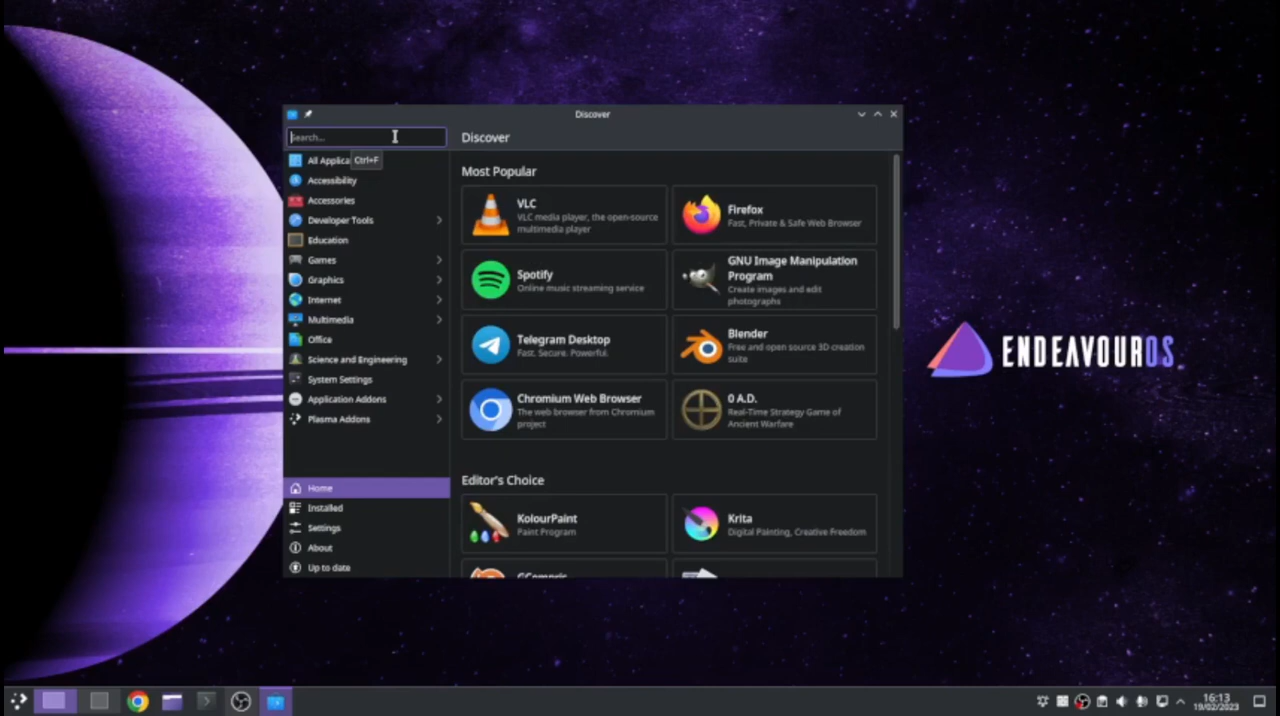 Discover
Search...
Discover
All Applica
Ctrl+F
Accessibility
Accessories
Developer Tools
Education
Games
Graphics
Internet
Multimedia
Office
Science and Engineering
System Settings
Application Addons
Plasma Addons
Home
Installed
Settings
About
Up to date
Most Popular
VLC
VLC media player, the open-source
multimedia player
Firefox
Fast, Private & Safe Web Browser
Spotify
Online music streaming service
GNU Image Manipulation
Program
Create images and edit
photographs
Telegram Desktop
Fast. Secure. Powerful.
Blender
Free and open source 3D creation
suite
Chromium Web Browser
The web browser from Chromium
project
0 A.D.
Real-Time Strategy Game of
Ancient Warfare
Editor's Choice
KolourPaint
Paint Program
Krita
Digital Painting, Creative Freedom
ENDEAVOUROS
16:13
19/02/2023